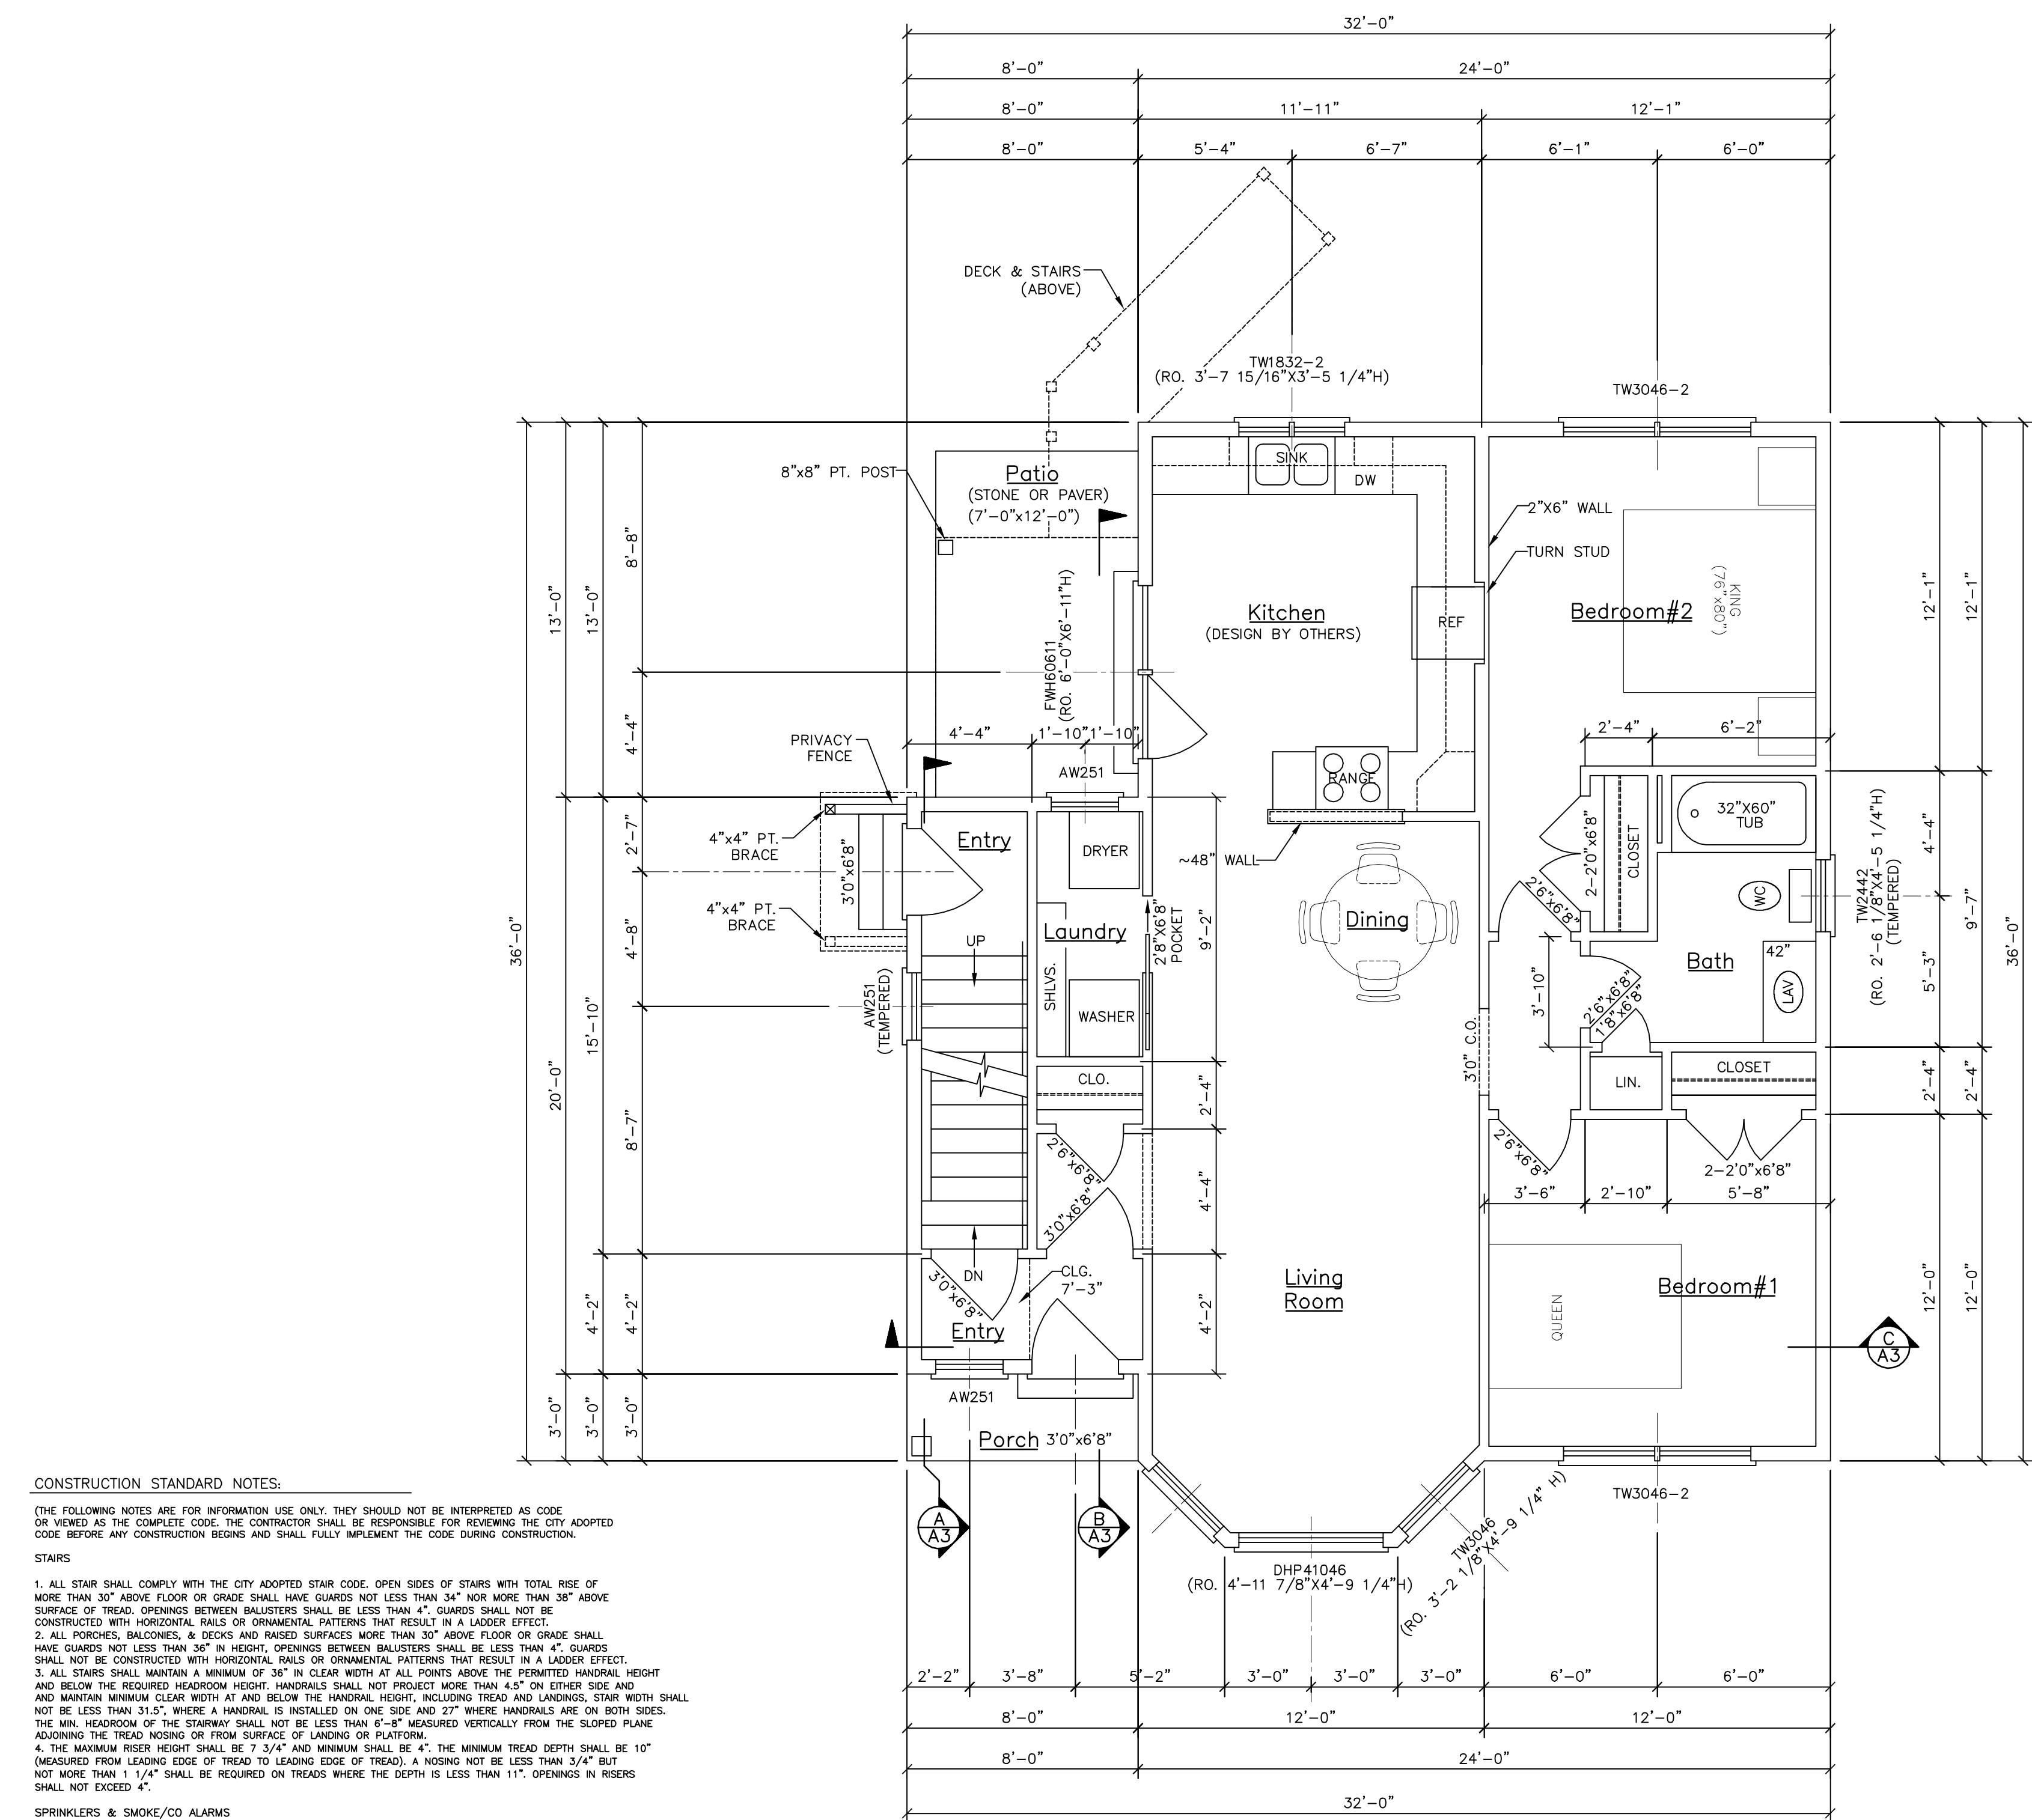 32'-0"
8'-0" 24'-0"
8'-0" 11'-11" 12'-1"
8'-0" 5'-4" 6'-7" 6'-1" 6'-0"
DECK & STAIRS
(ABOVE)
TW1832-2
(RO. 3'-7 15/16"X3'-5 1/4"H)
TW3046-2
8"x8" PT. POST
Patio
(STONE OR PAVER)
(7'-0"x12'-0")
SINK
DW
2"X6" WALL
TURN STUD
KING
(76"x80")
Bedroom#2
Kitchen
(DESIGN BY OTHERS)
REF
FWH60611
(RO. 6'-0"X6'-11"H)
8'-8"
13'-0"
13'-0"
12'-1"
12'-1"
4'-4"
PRIVACY
FENCE
4'-4" 1'-10" 1'-10"
AW251
2'-4" 6'-2"
RANGE
32"X60"
TUB
4"x4" PT.
BRACE
Entry
DRYER
~48" WALL
2-2'0"x6'8"
CLOSET
4'-4"
2'-7"
3'0"x6'8"
4"x4" PT.
BRACE
2'6"x6'8"
WC
TW2442
(RO. 2'-6 1/8"X4'-5 1/4"H)
(TEMPERED)
Dining
Laundry
2'8"X6'8"
POCKET
9'-2"
36'-0"
4'-8"
UP
SHLVS.
42"
Bath
LAV
9'-7"
5'-3"
36'-0"
3'-10"
2'6"x6'8"
1'8"x6'8"
AW251
(TEMPERED)
WASHER
15'-10"
20'-0"
3'0" C.O.
CLO.
LIN.
CLOSET
2'-4"
2'-4"
2'-4"
8'-7"
2'6"x6'8"
3'0"x6'8"
4'-4"
2'6"x6'8"
2-2'0"x6'8"
3'-6" 2'-10" 5'-8"
DN
3'0"x6'8"
CLG.
7'-3"
Living
Room
Bedroom#1
QUEEN
4'-2"
4'-2"
4'-2"
12'-0"
12'-0"
Entry
C
A3
AW251
3'-0"
3'-0"
3'-0"
Porch 3'0"x6'8"
TW3046-2
A
A3
B
A3
DHP41046
(RO. 4'-11 7/8"X4'-9 1/4"H)
TW3046
(RO. 3'-2 1/8"X4'-9 1/4" H)
2'-2" 3'-8" 5'-2" 3'-0" 3'-0" 3'-0" 6'-0" 6'-0"
8'-0" 12'-0" 12'-0"
8'-0" 24'-0"
32'-0"
CONSTRUCTION STANDARD NOTES:
(THE FOLLOWING NOTES ARE FOR INFORMATION USE ONLY. THEY SHOULD NOT BE INTERPRETED AS CODE
OR VIEWED AS THE COMPLETE CODE. THE CONTRACTOR SHALL BE RESPONSIBLE FOR REVIEWING THE CITY ADOPTED
CODE BEFORE ANY CONSTRUCTION BEGINS AND SHALL FULLY IMPLEMENT THE CODE DURING CONSTRUCTION.
STAIRS
1. ALL STAIR SHALL COMPLY WITH THE CITY ADOPTED STAIR CODE. OPEN SIDES OF STAIRS WITH TOTAL RISE OF
MORE THAN 30" ABOVE FLOOR OR GRADE SHALL HAVE GUARDS NOT LESS THAN 34" NOR MORE THAN 38" ABOVE
SURFACE OF TREAD. OPENINGS BETWEEN BALUSTERS SHALL BE LESS THAN 4". GUARDS SHALL NOT BE
CONSTRUCTED WITH HORIZONTAL RAILS OR ORNAMENTAL PATTERNS THAT RESULT IN A LADDER EFFECT.
2. ALL PORCHES, BALCONIES, & DECKS AND RAISED SURFACES MORE THAN 30" ABOVE FLOOR OR GRADE SHALL
HAVE GUARDS NOT LESS THAN 36" IN HEIGHT, OPENINGS BETWEEN BALUSTERS SHALL BE LESS THAN 4". GUARDS
SHALL NOT BE CONSTRUCTED WITH HORIZONTAL RAILS OR ORNAMENTAL PATTERNS THAT RESULT IN A LADDER EFFECT.
3. ALL STAIRS SHALL MAINTAIN A MINIMUM OF 36" IN CLEAR WIDTH AT ALL POINTS ABOVE THE PERMITTED HANDRAIL HEIGHT
AND BELOW THE REQUIRED HEADROOM HEIGHT. HANDRAILS SHALL NOT PROJECT MORE THAN 4.5" ON EITHER SIDE AND
AND MAINTAIN MINIMUM CLEAR WIDTH AT AND BELOW THE HANDRAIL HEIGHT, INCLUDING TREAD AND LANDINGS, STAIR WIDTH SHALL
NOT BE LESS THAN 31.5", WHERE A HANDRAIL IS INSTALLED ON ONE SIDE AND 27" WHERE HANDRAILS ARE ON BOTH SIDES.
THE MIN. HEADROOM OF THE STAIRWAY SHALL NOT BE LESS THAN 6'-8" MEASURED VERTICALLY FROM THE SLOPED PLANE
ADJOINING THE TREAD NOSING OR FROM SURFACE OF LANDING OR PLATFORM.
4. THE MAXIMUM RISER HEIGHT SHALL BE 7 3/4" AND MINIMUM SHALL BE 4". THE MINIMUM TREAD DEPTH SHALL BE 10"
(MEASURED FROM LEADING EDGE OF TREAD TO LEADING EDGE OF TREAD). A NOSING NOT BE LESS THAN 3/4" BUT
NOT MORE THAN 1 1/4" SHALL BE REQUIRED ON TREADS WHERE THE DEPTH IS LESS THAN 11". OPENINGS IN RISERS
SHALL NOT EXCEED 4".
SPRINKLERS & SMOKE/CO ALARMS